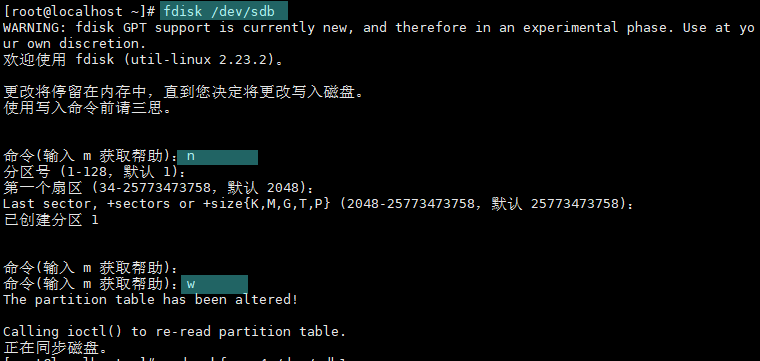 [root@localhost ~]# fdisk /dev/sdb
WARNING: fdisk GPT support is currently new, and therefore in an experimental phase. Use at yo
ur own discretion.
欢迎使用 fdisk (util-linux 2.23.2)。
更改将停留在内存中，直到您决定将更改写入磁盘。
使用写入命令前请三思。
命令(输入 m 获取帮助)：n
分区号 (1-128，默认 1)：
第一个扇区 (34-25773473758，默认 2048)：
Last sector, +sectors or +size{K,M,G,T,P} (2048-25773473758，默认 25773473758)：
已创建分区 1
命令(输入 m 获取帮助)：
命令(输入 m 获取帮助)：w
The partition table has been altered!
Calling ioctl() to re-read partition table.
正在同步磁盘。